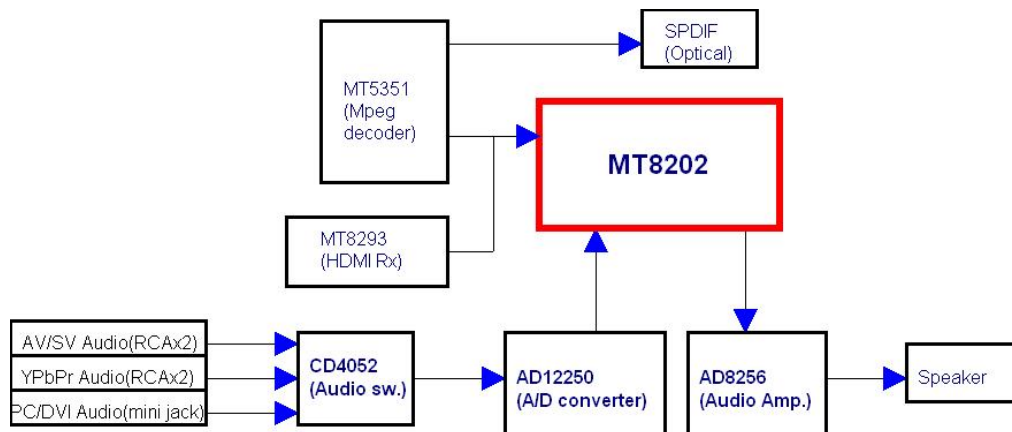 SPDIF
(Optical)
MT5351
(Mpeg
decoder)
MT8202
MT8293
(HDMI Rx)
AV/SV Audio(RCAx2)
YPbPr Audio(RCAx2)
PC/DVI Audio(mini jack)
CD4052
(Audio sw.)
AD12250
(A/D converter)
AD8256
(Audio Amp.)
Speaker